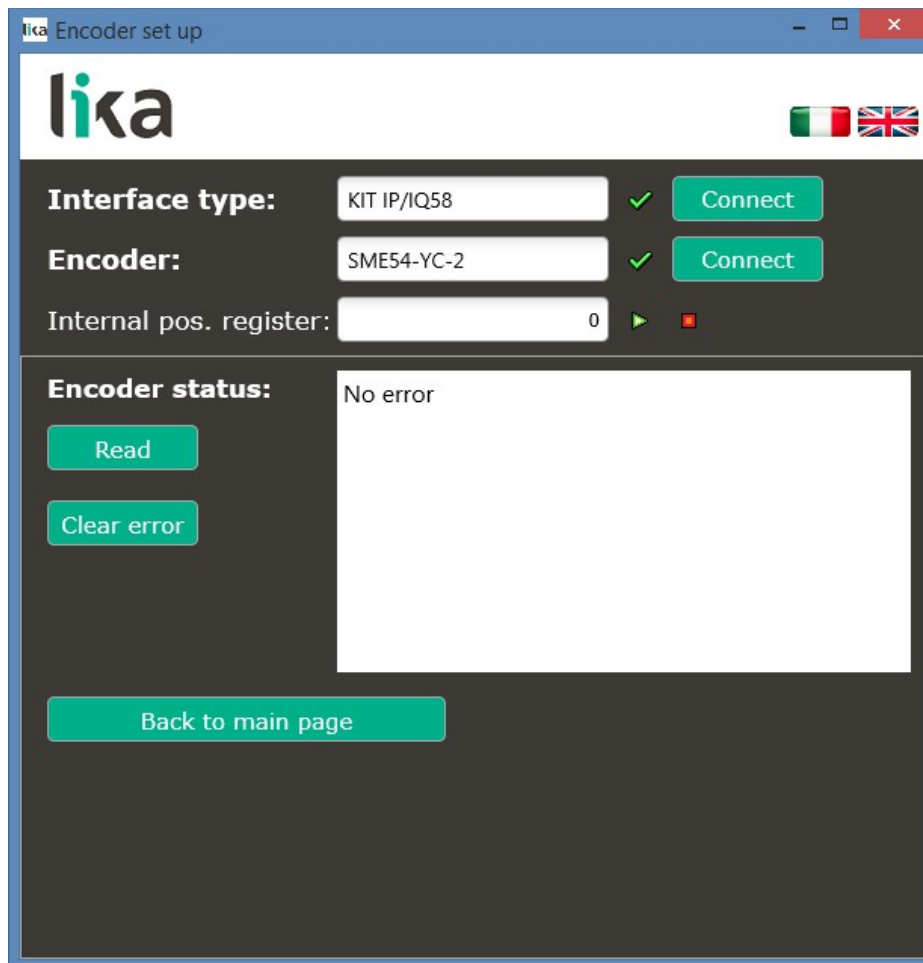 lika Encoder set up
lika
Interface type: KIT IP/IQ58 Connect
Encoder: SME54-YC-2 Connect
Internal pos. register: 0
Encoder status: No error
Read
Clear error
Back to main page